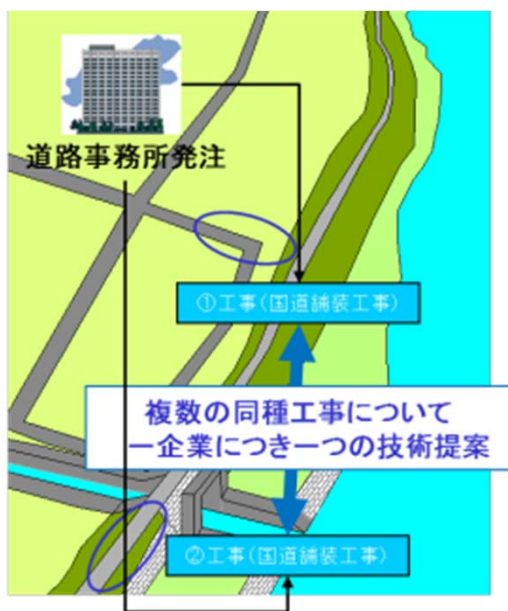 道路事務所発注
①工事(国道舗装工事)
複数の同種工事について
一企業につき一つの技術提案
②工事(国道舗装工事)